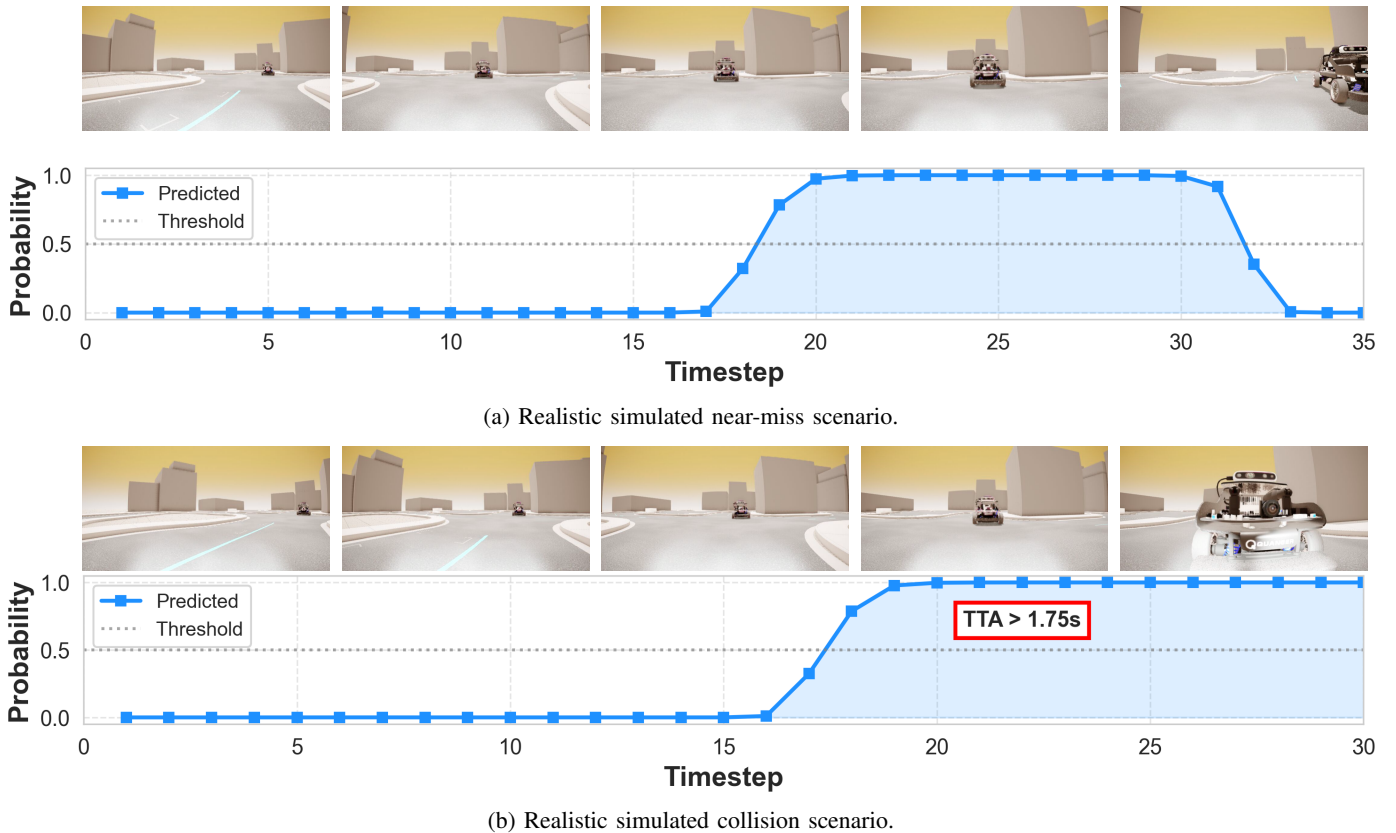 1.0
Predicted
Threshold
0.5
0.0
Probability
0 5 10 15 20 25 30 35
Timestep
(a) Realistic simulated near-miss scenario.
1.0
Predicted
Threshold
TTA > 1.75s
0.5
0.0
Probability
0 5 10 15 20 25 30
Timestep
(b) Realistic simulated collision scenario.